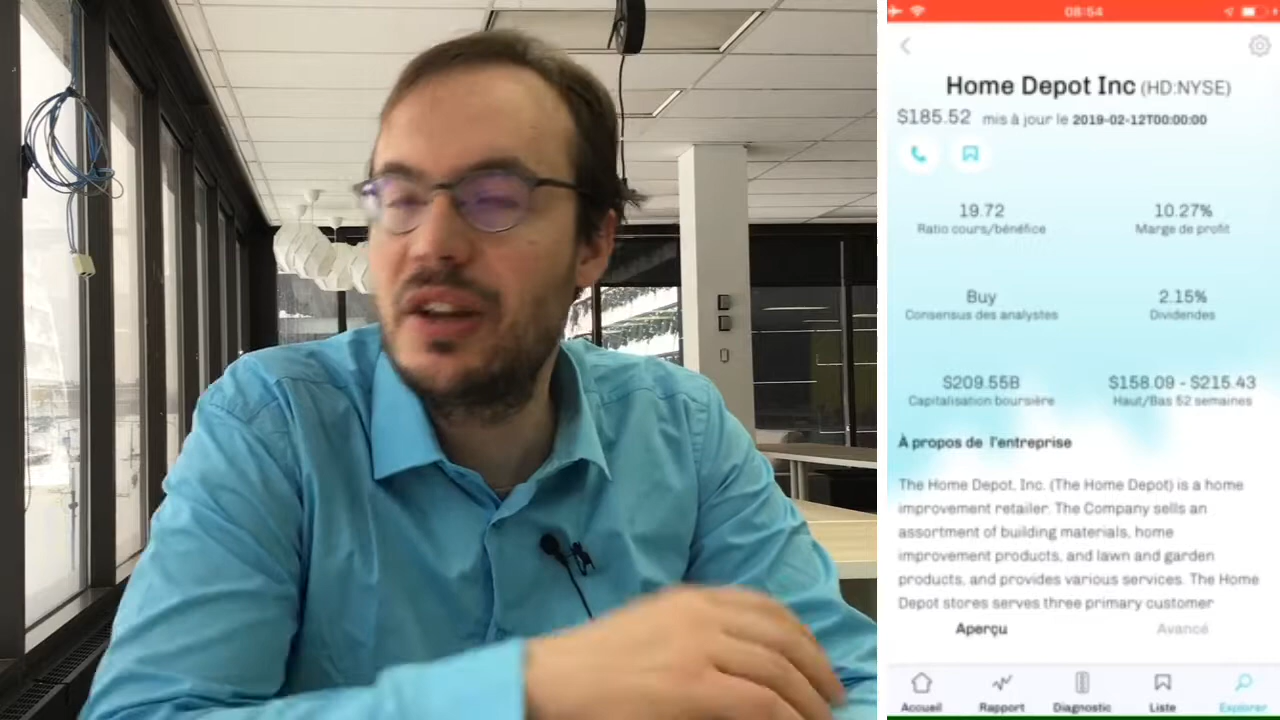 08:54
Home Depot Inc (HD:NYSE)
$185.52 mis à jour le 2019-02-12T00:00:00
19.72 10.27%
Ratio cours/bénéfice Marge de profit
Buy 2.15%
Consensus des analystes Dividendes
$209.55B $158.09 - $215.43
Capitalisation boursière Haut/Bas 52 semaines
À propos de l'entreprise
The Home Depot, Inc. (The Home Depot) is a home
improvement retailer. The Company sells an
assortment of building materials, home
improvement products, and lawn and garden
products, and provides various services. The Home
Depot stores serves three primary customer
Aperçu Avancé
Accueil Rapport Diagnostic Liste Explorer